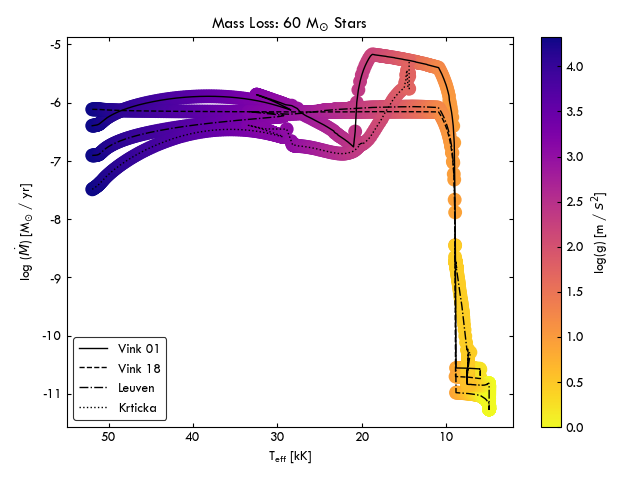 Mass Loss: 60 M⊙ Stars
log (Ṁ) [M⊙ / yr]
-5
-6
-7
-8
-9
-10
-11
Vink 01
Vink 18
Leuven
Krticka
50
40
30
20
10
T_eff [kK]
4.0
3.5
3.0
2.5
2.0
1.5
1.0
0.5
0.0
log(g) [m / s²]